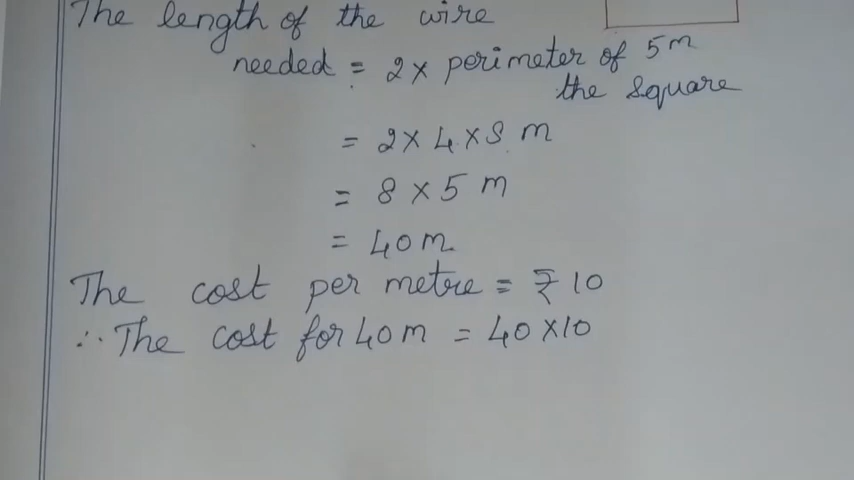 The length of the wire
needed = 2 × perimeter of
5m
the square
= 2 × 4 × S m
= 8 × 5 m
= 40 m
The cost per metre = ₹ 10
∴ The cost for 40 m = 40 × 10